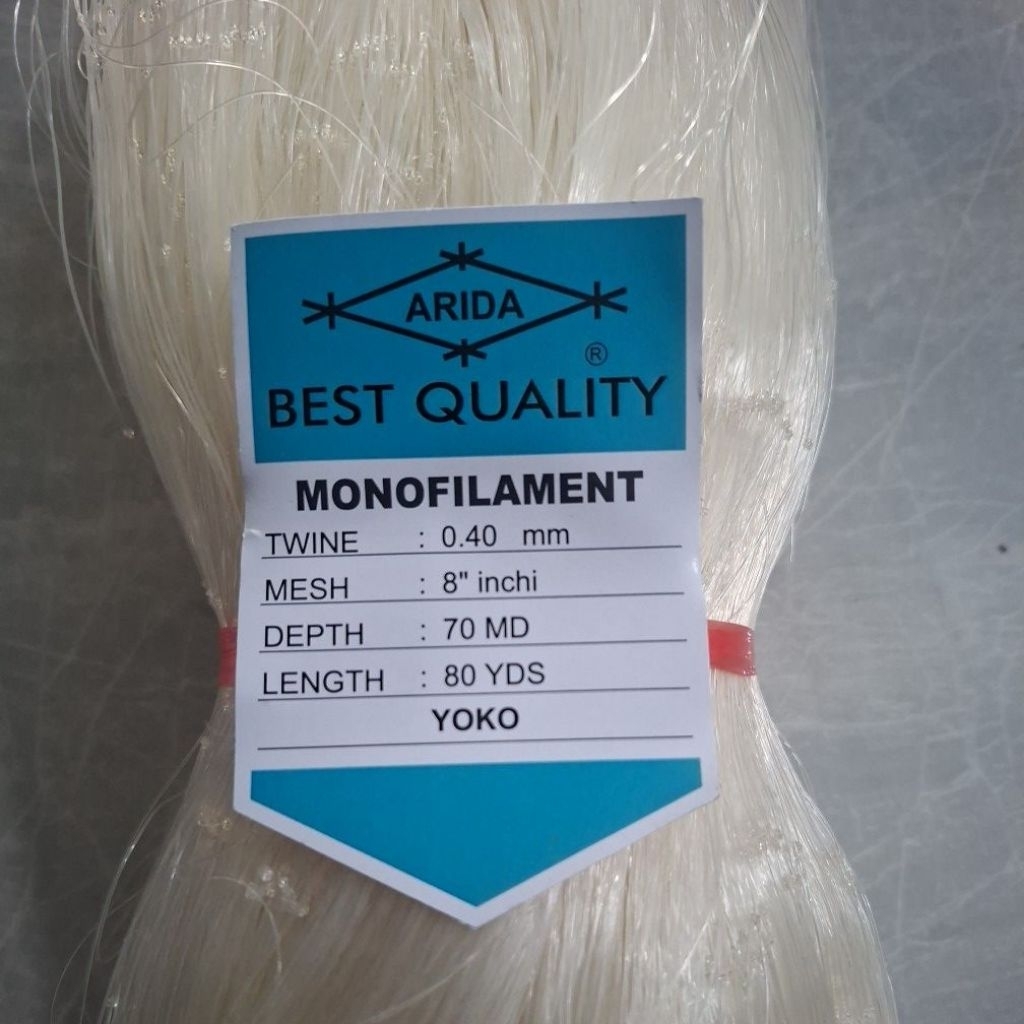 ARIDA
®
BEST QUALITY
MONOFILAMENT
TWINE : 0.40 mm
MESH : 8" inchi
DEPTH : 70 MD
LENGTH : 80 YDS
YOKO